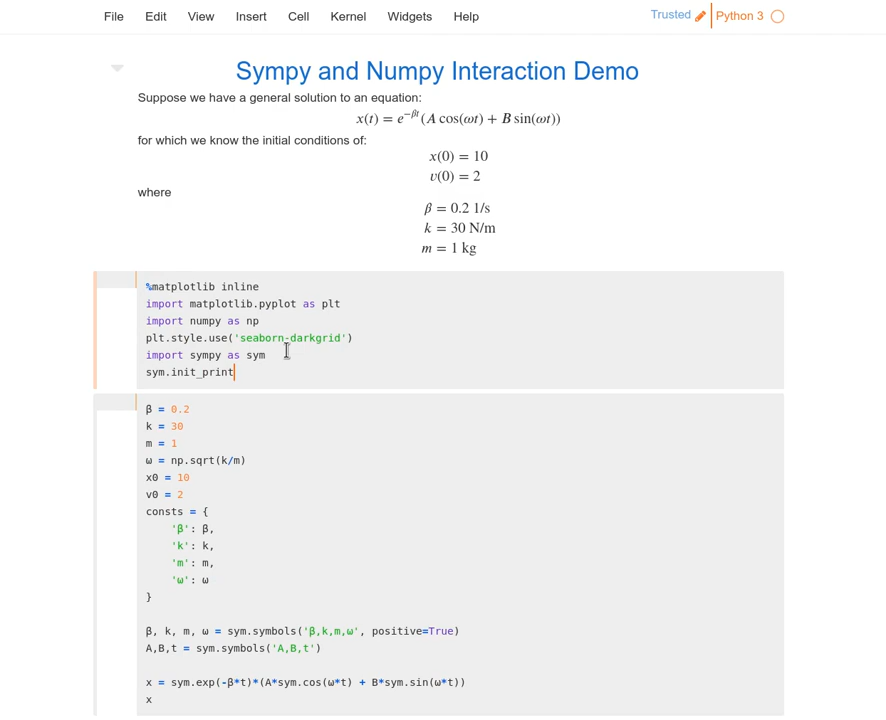 File Edit View Insert Cell Kernel Widgets Help Trusted Python 3
Sympy and Numpy Interaction Demo
Suppose we have a general solution to an equation:
x(t) = e^{−βt}(A cos(ωt) + B sin(ωt))
for which we know the initial conditions of:
x(0) = 10
v(0) = 2
where
β = 0.2 1/s
k = 30 N/m
m = 1 kg
%matplotlib inline
import matplotlib.pyplot as plt
import numpy as np
plt.style.use('seaborn-darkgrid')
import sympy as sym
sym.init_print
β = 0.2
k = 30
m = 1
ω = np.sqrt(k/m)
x0 = 10
v0 = 2
consts = {
    'β': β,
    'k': k,
    'm': m,
    'ω': ω
}
β, k, m, ω = sym.symbols('β,k,m,ω', positive=True)
A,B,t = sym.symbols('A,B,t')
x = sym.exp(-β*t)*(A*sym.cos(ω*t) + B*sym.sin(ω*t))
x